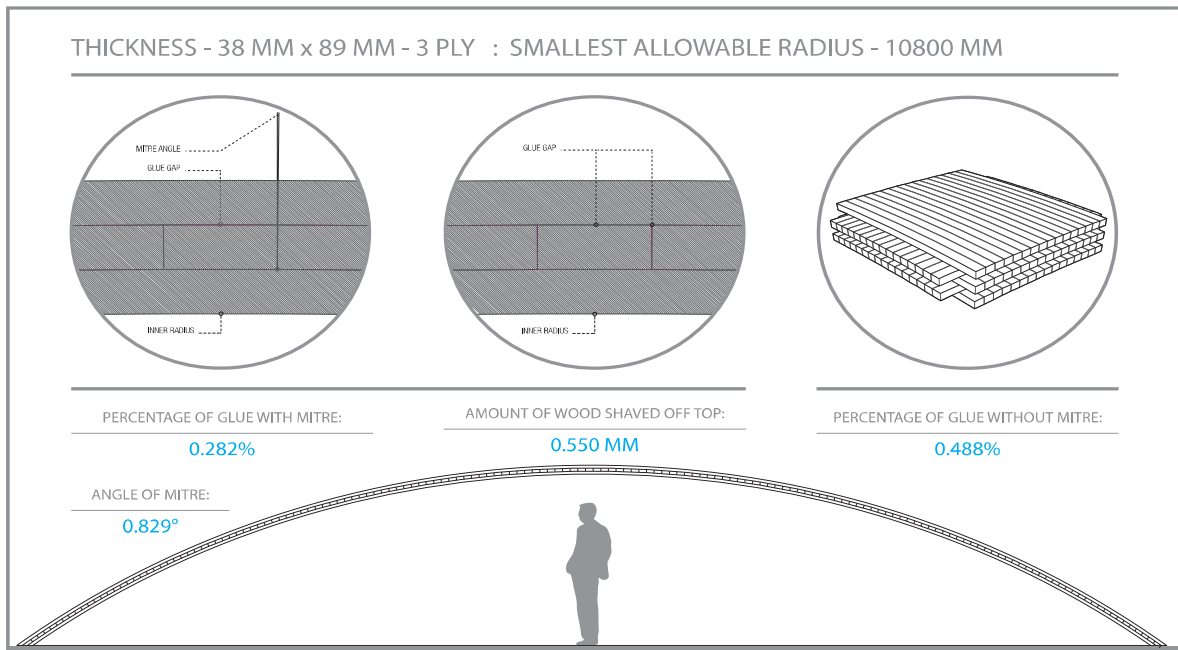 THICKNESS - 38 MM x 89 MM - 3 PLY : SMALLEST ALLOWABLE RADIUS - 10800 MM
MITRE ANGLE
GLUE GAP
INNER RADIUS
GLUE GAP
INNER RADIUS
PERCENTAGE OF GLUE WITH MITRE:
0.282%
AMOUNT OF WOOD SHAVED OFF TOP:
0.550 MM
PERCENTAGE OF GLUE WITHOUT MITRE:
0.488%
ANGLE OF MITRE:
0.829°